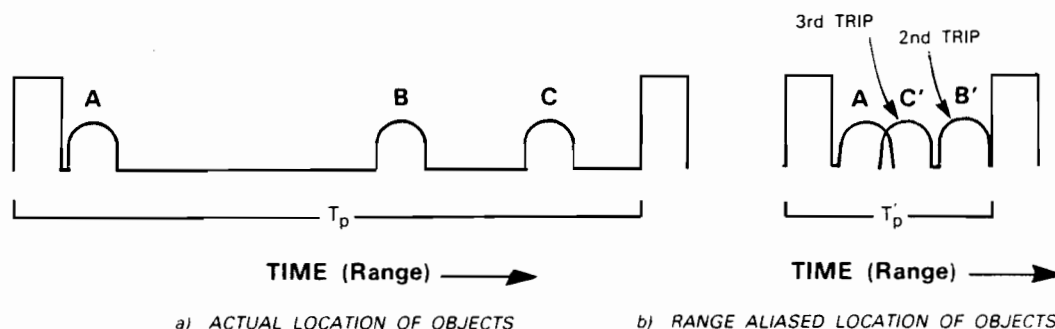 3rd TRIP
2nd TRIP
A
B
C
A
C'
B'
Tp
T'p
TIME (Range)
TIME (Range)
a) ACTUAL LOCATION OF OBJECTS
b) RANGE ALIASED LOCATION OF OBJECTS